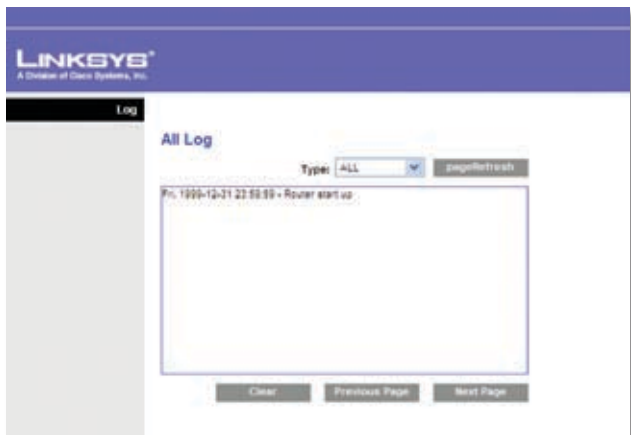 LINKSYS®
A Division of Cisco Systems, Inc.
Log
All Log
Type: ALL pageRefresh
Fri, 1999-12-31 23:59:59 - Router start up
Clear Previous Page Next Page